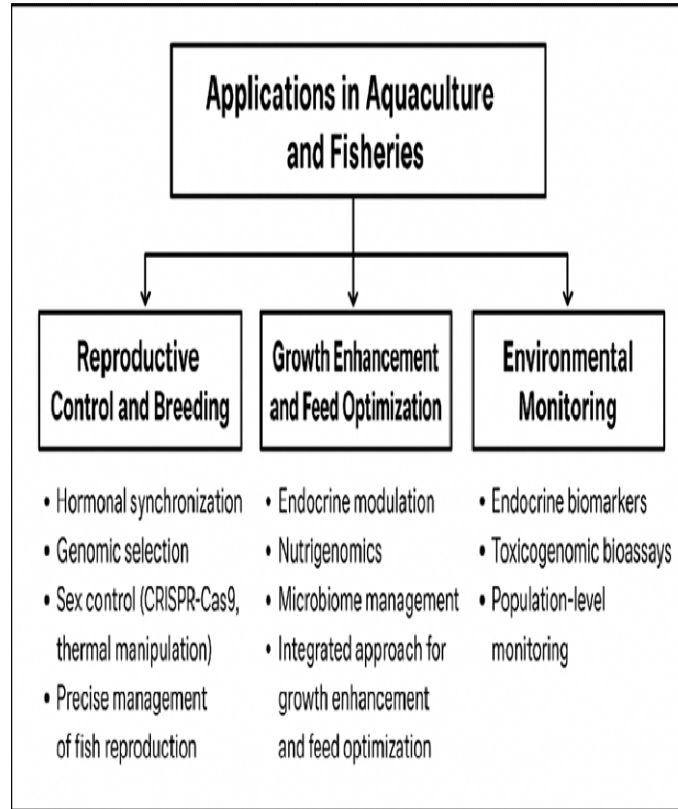 Applications in Aquaculture
and Fisheries
Reproductive
Control and Breeding
• Hormonal synchronization
• Genomic selection
• Sex control (CRISPR-Cas9,
thermal manipulation)
• Precise management
of fish reproduction
Growth Enhancement
and Feed Optimization
• Endocrine modulation
• Nutrigenomics
• Microbiome management
• Integrated approach for
growth enhancement
and feed optimization
Environmental
Monitoring
• Endocrine biomarkers
• Toxicogenomic bioassays
• Population-level
monitoring